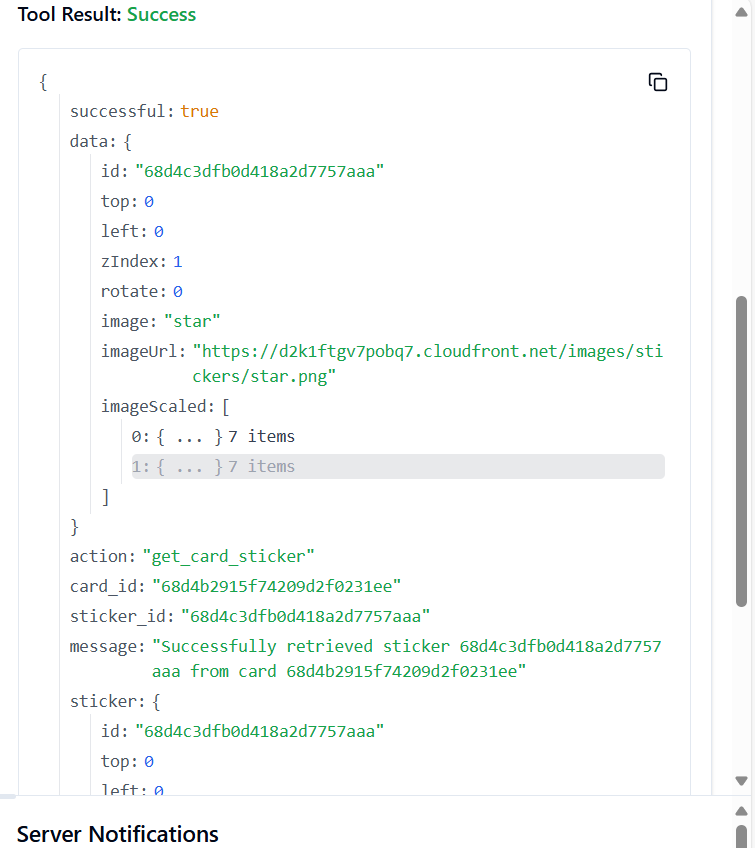 Tool Result: Success
{
successful: true
data: {
id: "68d4c3dfb0d418a2d7757aaa"
top: 0
left: 0
zIndex: 1
rotate: 0
image: "star"
imageUrl: "https://d2k1ftgv7pobq7.cloudfront.net/images/sti
ckers/star.png"
imageScaled: [
0: { ... } 7 items
1: { ... } 7 items
]
}
action: "get_card_sticker"
card_id: "68d4b2915f74209d2f0231ee"
sticker_id: "68d4c3dfb0d418a2d7757aaa"
message: "Successfully retrieved sticker 68d4c3dfb0d418a2d7757
aaa from card 68d4b2915f74209d2f0231ee"
sticker: {
id: "68d4c3dfb0d418a2d7757aaa"
top: 0
left: 0
Server Notifications